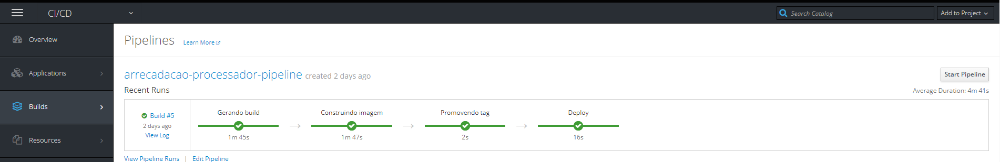 CI/CD
Search Catalog
Add to Project
Overview
Applications
Builds
Resources
Pipelines Learn More
arrecadacao-processador-pipeline created 2 days ago
Start Pipeline
Recent Runs
Average Duration: 4m 41s
Build #5
2 days ago
View Log
Gerando build
1m 45s
Construindo imagem
1m 47s
Promovendo tag
2s
Deploy
16s
View Pipeline Runs | Edit Pipeline